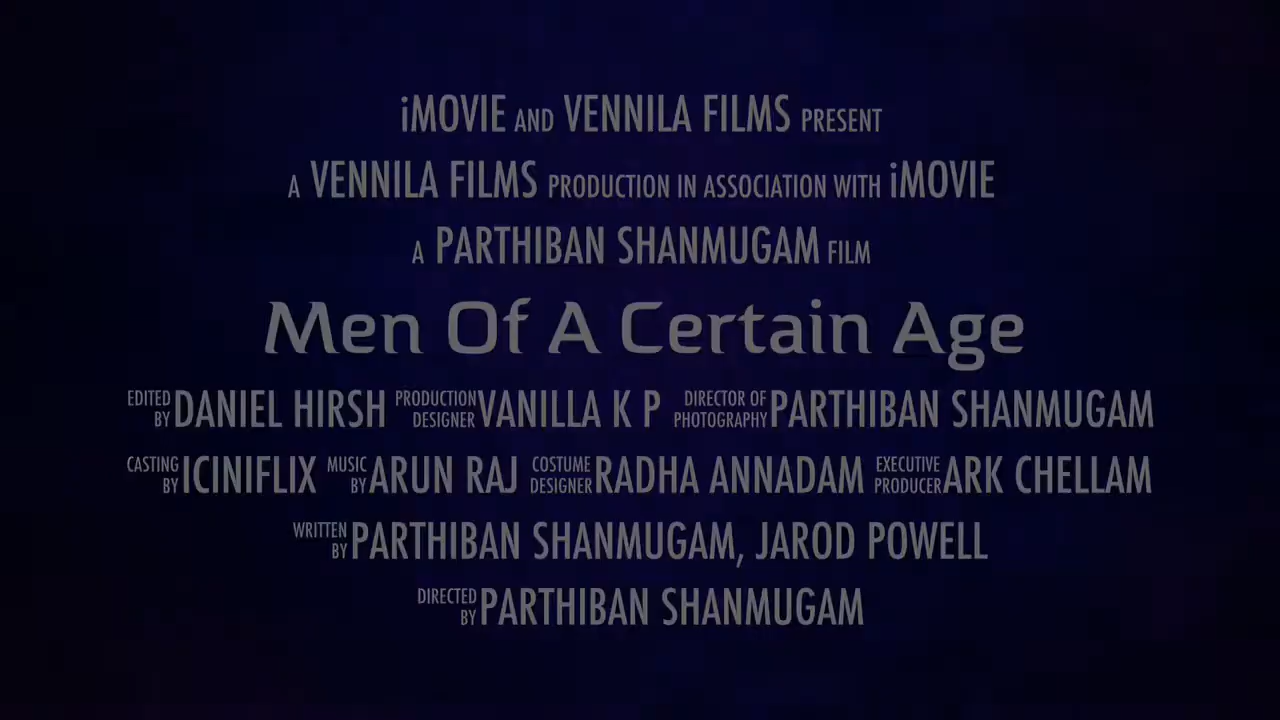 iMOVIE AND VENNILA FILMS PRESENT
A VENNILA FILMS PRODUCTION IN ASSOCIATION WITH iMOVIE
A PARTHIBAN SHANMUGAM FILM
Men Of A Certain Age
EDITED BY DANIEL HIRSH PRODUCTION DESIGNER VANILLA K P DIRECTOR OF PHOTOGRAPHY PARTHIBAN SHANMUGAM
CASTING BY ICINIFLIX MUSIC BY ARUN RAJ COSTUME DESIGNER RADHA ANNADAM EXECUTIVE PRODUCER ARK CHELLAM
WRITTEN BY PARTHIBAN SHANMUGAM, JAROD POWELL
DIRECTED BY PARTHIBAN SHANMUGAM